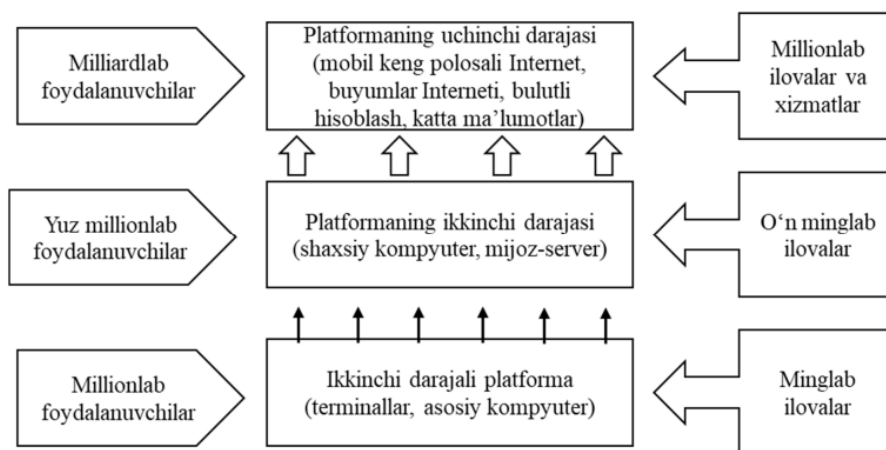 Milliardlab
foydalanuvchilar
Platformaning uchinchi darajasi
(mobil keng polosali Internet,
buyumlar Interneti, bulutli
hisoblash, katta ma’lumotlar)
Millionlab
ilovalar va
xizmatlar
Yuz millionlab
foydalanuvchilar
Platformaning ikkinchi darajasi
(shaxsiy kompyuter, mijoz-server)
O‘n minglab
ilovalar
Millionlab
foydalanuvchilar
Ikkinchi darajali platforma
(terminallar, asosiy kompyuter)
Minglab
ilovalar